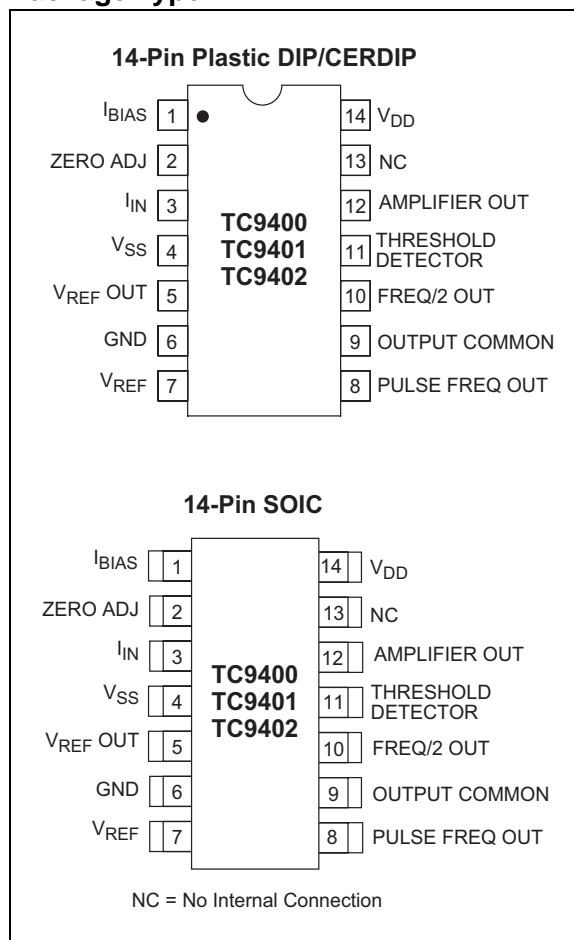 14-Pin Plastic DIP/CERDIP
IBIAS 1
ZERO ADJ 2
IIN 3
VSS 4
VREF OUT 5
GND 6
VREF 7
TC9400
TC9401
TC9402
14 VDD
13 NC
12 AMPLIFIER OUT
11 THRESHOLD
DETECTOR
10 FREQ/2 OUT
9 OUTPUT COMMON
8 PULSE FREQ OUT
14-Pin SOIC
IBIAS 1
ZERO ADJ 2
IIN 3
VSS 4
VREF OUT 5
GND 6
VREF 7
TC9400
TC9401
TC9402
14 VDD
13 NC
12 AMPLIFIER OUT
11 THRESHOLD
DETECTOR
10 FREQ/2 OUT
9 OUTPUT COMMON
8 PULSE FREQ OUT
NC = No Internal Connection